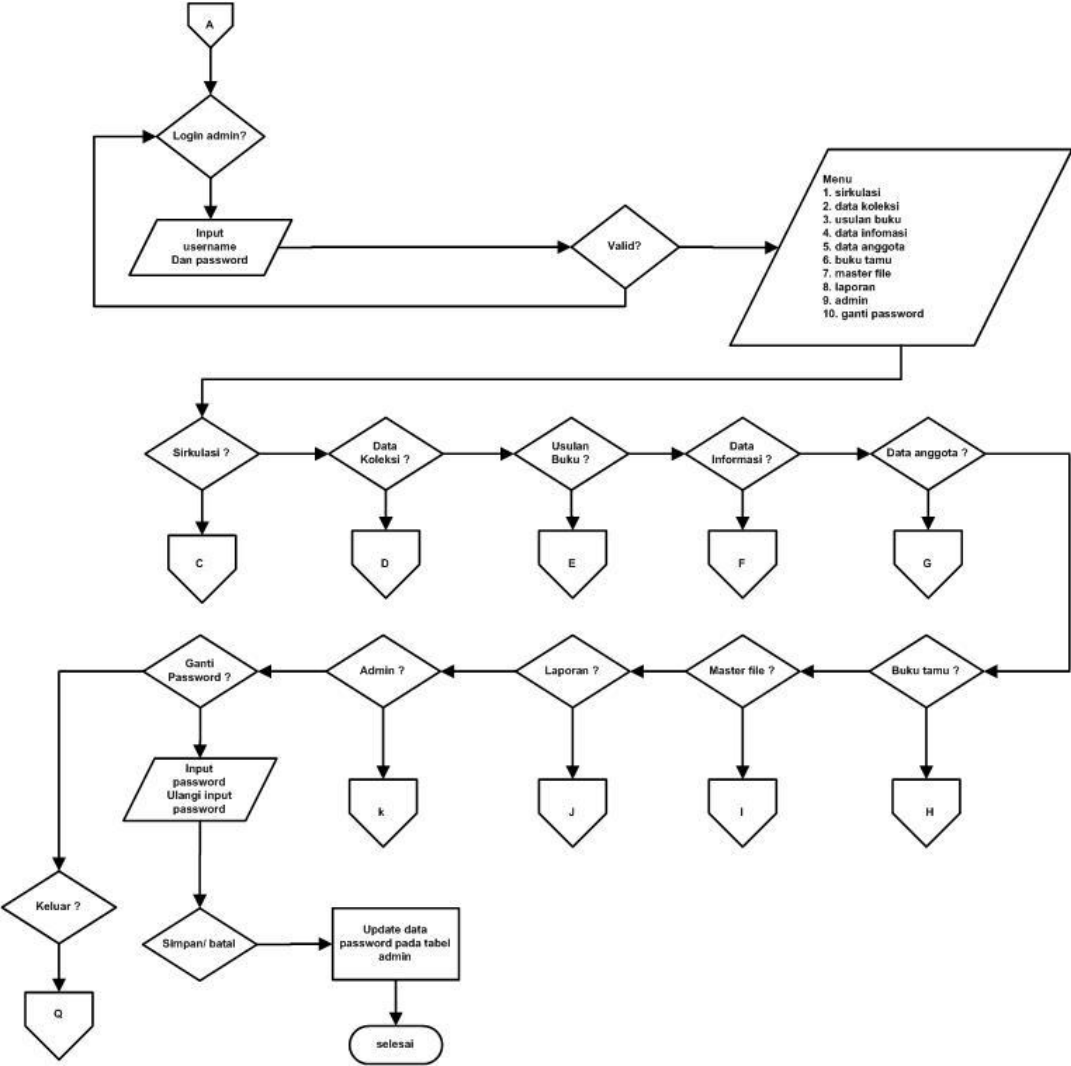 A
Login admin?
Input
username
Dan password
Valid?
Menu
1. sirkulasi
2. data koleksi
3. usulan buku
4. data infomasi
5. data anggota
6. buku tamu
7. master file
8. laporan
9. admin
10. ganti password
Sirkulasi ?
Data
Koleksi ?
Usulan
Buku ?
Data
Informasi ?
Data anggota ?
C
D
E
F
G
Ganti
Password ?
Admin ?
Laporan ?
Master file ?
Buku tamu ?
Input
password
Ulangi input
password
k
J
I
H
Keluar ?
Simpan/ batal
Update data
password pada tabel
admin
Q
selesai